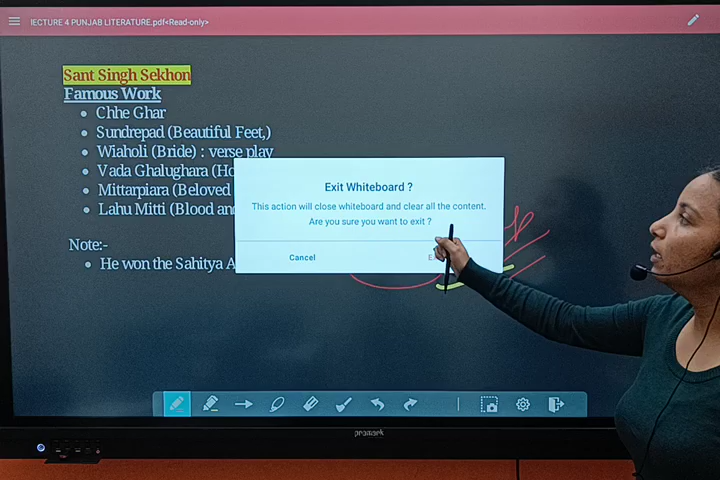 lECTURE 4 PUNJAB LITERATURE.pdf<Read-only>
Sant Singh Sekhon
Famous Work
• Chhe Ghar
• Sundrepad (Beautiful Feet,)
• Wiaholi (Bride) : verse play
• Vada Ghalughara
• Mittarpiara (Beloved
• Lahu Mitti (Blood
Exit Whiteboard ?
This action will close whiteboard and clear all the content.
Are you sure you want to exit ?
Cancel
Note:-
• He won the Sahitya
promark